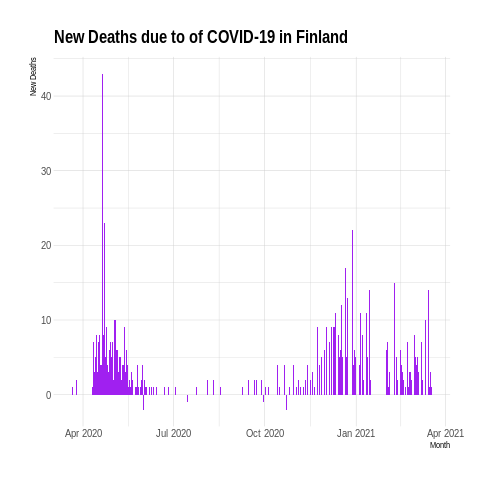 New Deaths due to of COVID-19 in Finland
New Deaths
40
30
20
10
0
Apr 2020 Jul 2020 Oct 2020 Jan 2021 Apr 2021
Month